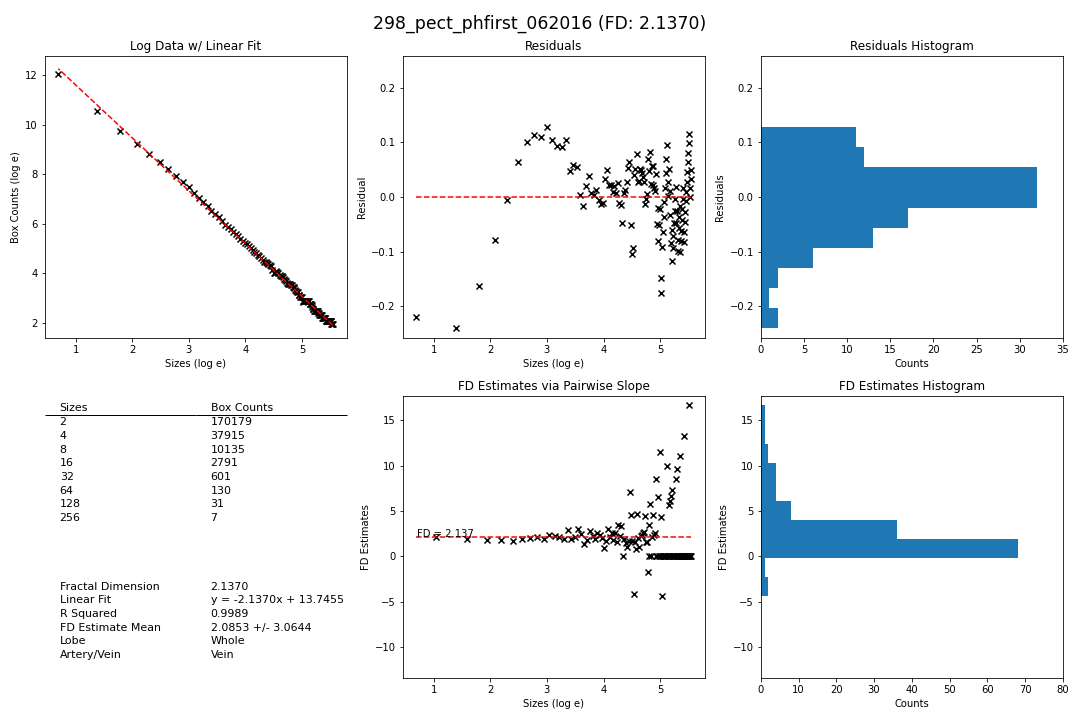 298_pect_phfirst_062016 (FD: 2.1370)
Log Data w/ Linear Fit
Box Counts (log e)
12
10
8
6
4
2
1 2 3 4 5
Sizes (log e)
Residuals
Residual
0.2
0.1
0.0
−0.1
−0.2
1 2 3 4 5
Sizes (log e)
Residuals Histogram
Residuals
0.2
0.1
0.0
−0.1
−0.2
0 5 10 15 20 25 30 35
Counts
Sizes Box Counts
2 170179
4 37915
8 10135
16 2791
32 601
64 130
128 31
256 7
Fractal Dimension 2.1370
Linear Fit y = -2.1370x + 13.7455
R Squared 0.9989
FD Estimate Mean 2.0853 +/- 3.0644
Lobe Whole
Artery/Vein Vein
FD Estimates via Pairwise Slope
FD Estimates
15
10
5
0
−5
−10
FD = 2.137
1 2 3 4 5
Sizes (log e)
FD Estimates Histogram
FD Estimates
15
10
5
0
−5
−10
0 10 20 30 40 50 60 70 80
Counts